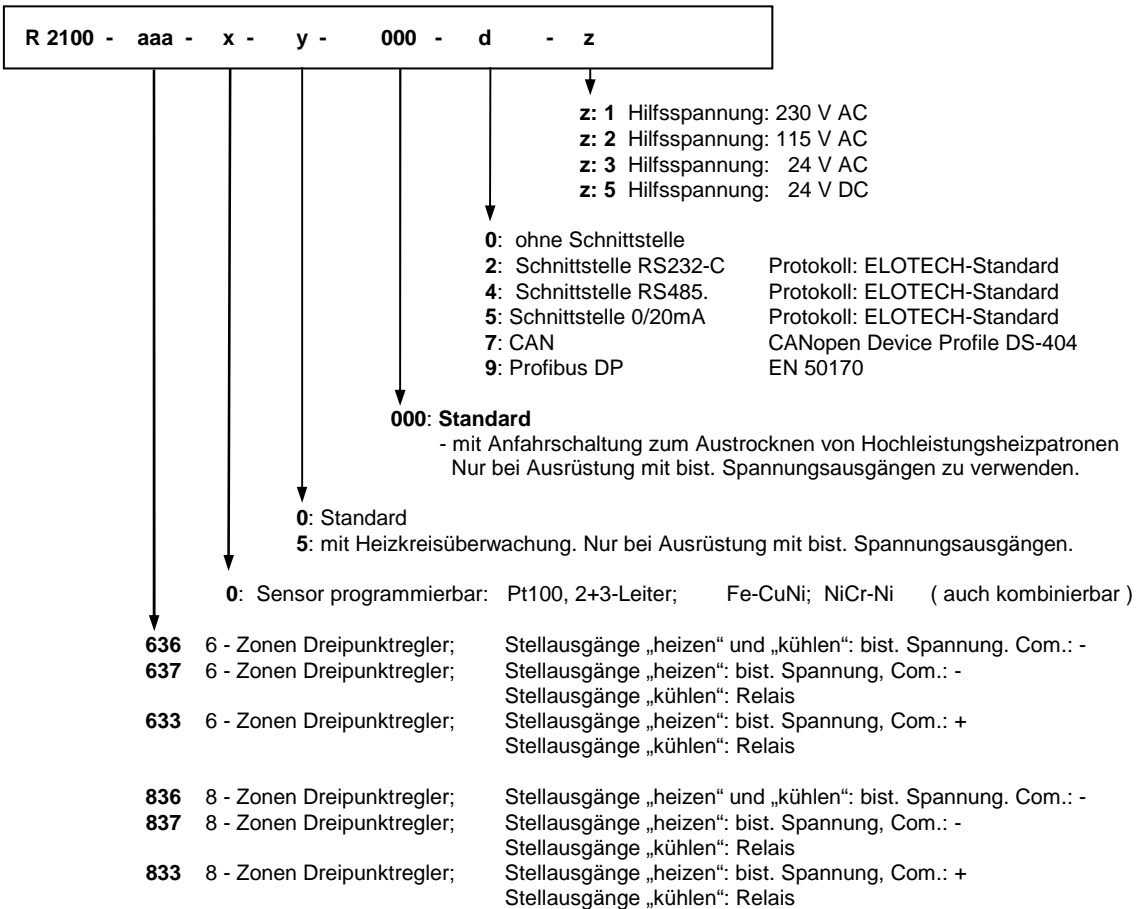 R 2100 - aaa - x - y - 000 - d - z
z: 1 Hilfsspannung: 230 V AC
z: 2 Hilfsspannung: 115 V AC
z: 3 Hilfsspannung: 24 V AC
z: 5 Hilfsspannung: 24 V DC
0: ohne Schnittstelle
2: Schnittstelle RS232-C Protokoll: ELOTECH-Standard
4: Schnittstelle RS485. Protokoll: ELOTECH-Standard
5: Schnittstelle 0/20mA Protokoll: ELOTECH-Standard
7: CAN CANopen Device Profile DS-404
9: Profibus DP EN 50170
000: Standard
- mit Anfahrschaltung zum Austrocknen von Hochleistungsheizpatronen
Nur bei Ausrüstung mit bist. Spannungsausgängen zu verwenden.
0: Standard
5: mit Heizkreisüberwachung. Nur bei Ausrüstung mit bist. Spannungsausgängen.
0: Sensor programmierbar: Pt100, 2+3-Leiter; Fe-CuNi; NiCr-Ni ( auch kombinierbar )
636 6 - Zonen Dreipunktregler; Stellausgänge „heizen“ und „kühlen“: bist. Spannung. Com.: -
637 6 - Zonen Dreipunktregler; Stellausgänge „heizen“: bist. Spannung, Com.: -
Stellausgänge „kühlen“: Relais
633 6 - Zonen Dreipunktregler; Stellausgänge „heizen“: bist. Spannung, Com.: +
Stellausgänge „kühlen“: Relais
836 8 - Zonen Dreipunktregler; Stellausgänge „heizen“ und „kühlen“: bist. Spannung. Com.: -
837 8 - Zonen Dreipunktregler; Stellausgänge „heizen“: bist. Spannung, Com.: -
Stellausgänge „kühlen“: Relais
833 8 - Zonen Dreipunktregler; Stellausgänge „heizen“: bist. Spannung, Com.: +
Stellausgänge „kühlen“: Relais